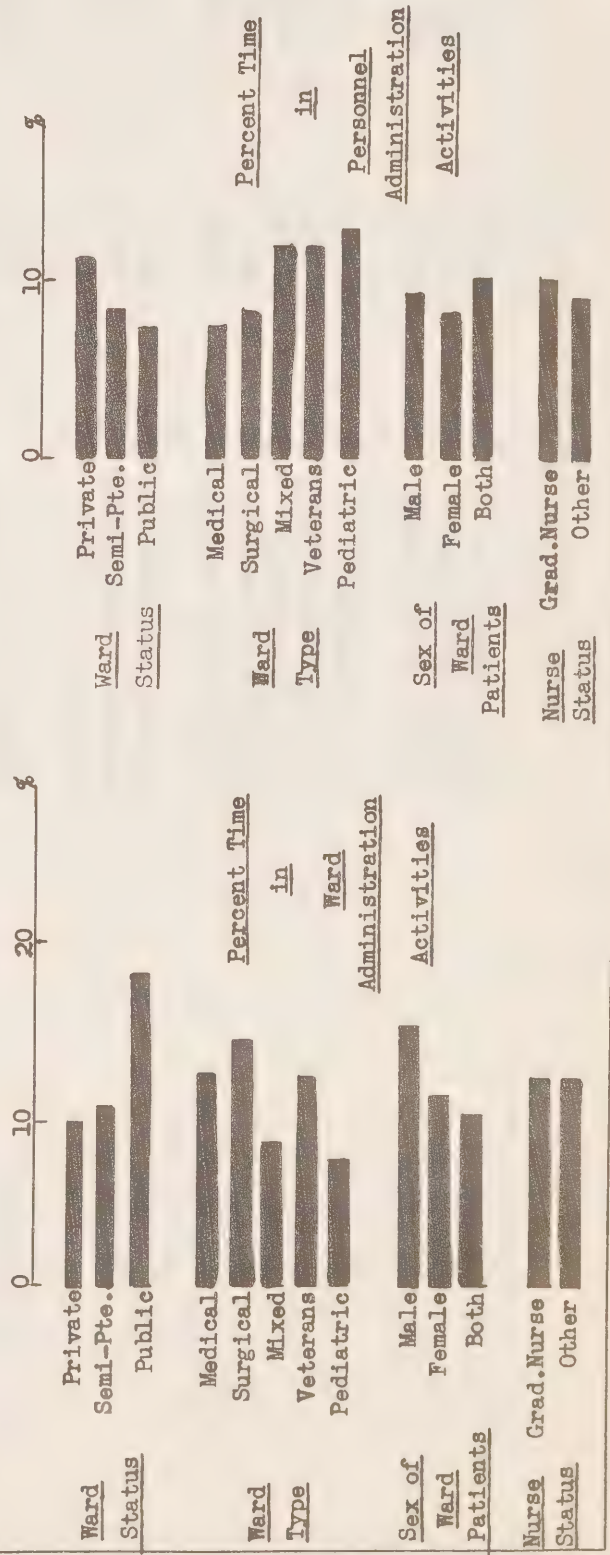 0 10 20 %
Private
Ward Semi-Pte.
Status Public
Medical
Ward Surgical
Mixed
Type Veterans
Pediatric
Percent Time
in
Ward
Administration
Activities
Sex of Male
Ward Female
Patients Both
Nurse Grad.Nurse
Status Other
0 10 %
Private
Ward Semi-Pte.
Status Public
Medical
Ward Surgical
Mixed
Type Veterans
Pediatric
Percent Time
in
Personnel
Administration
Activities
Sex of Male
Ward Female
Patients Both
Nurse Grad.Nurse
Status Other